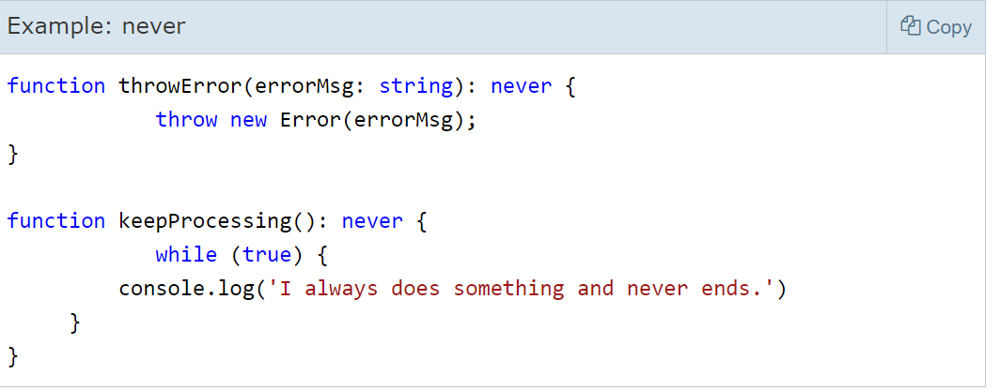 Example: never
Copy
function throwError(errorMsg: string): never {
            throw new Error(errorMsg);
}

function keepProcessing(): never {
            while (true) {
         console.log('I always does something and never ends.')
     }
}